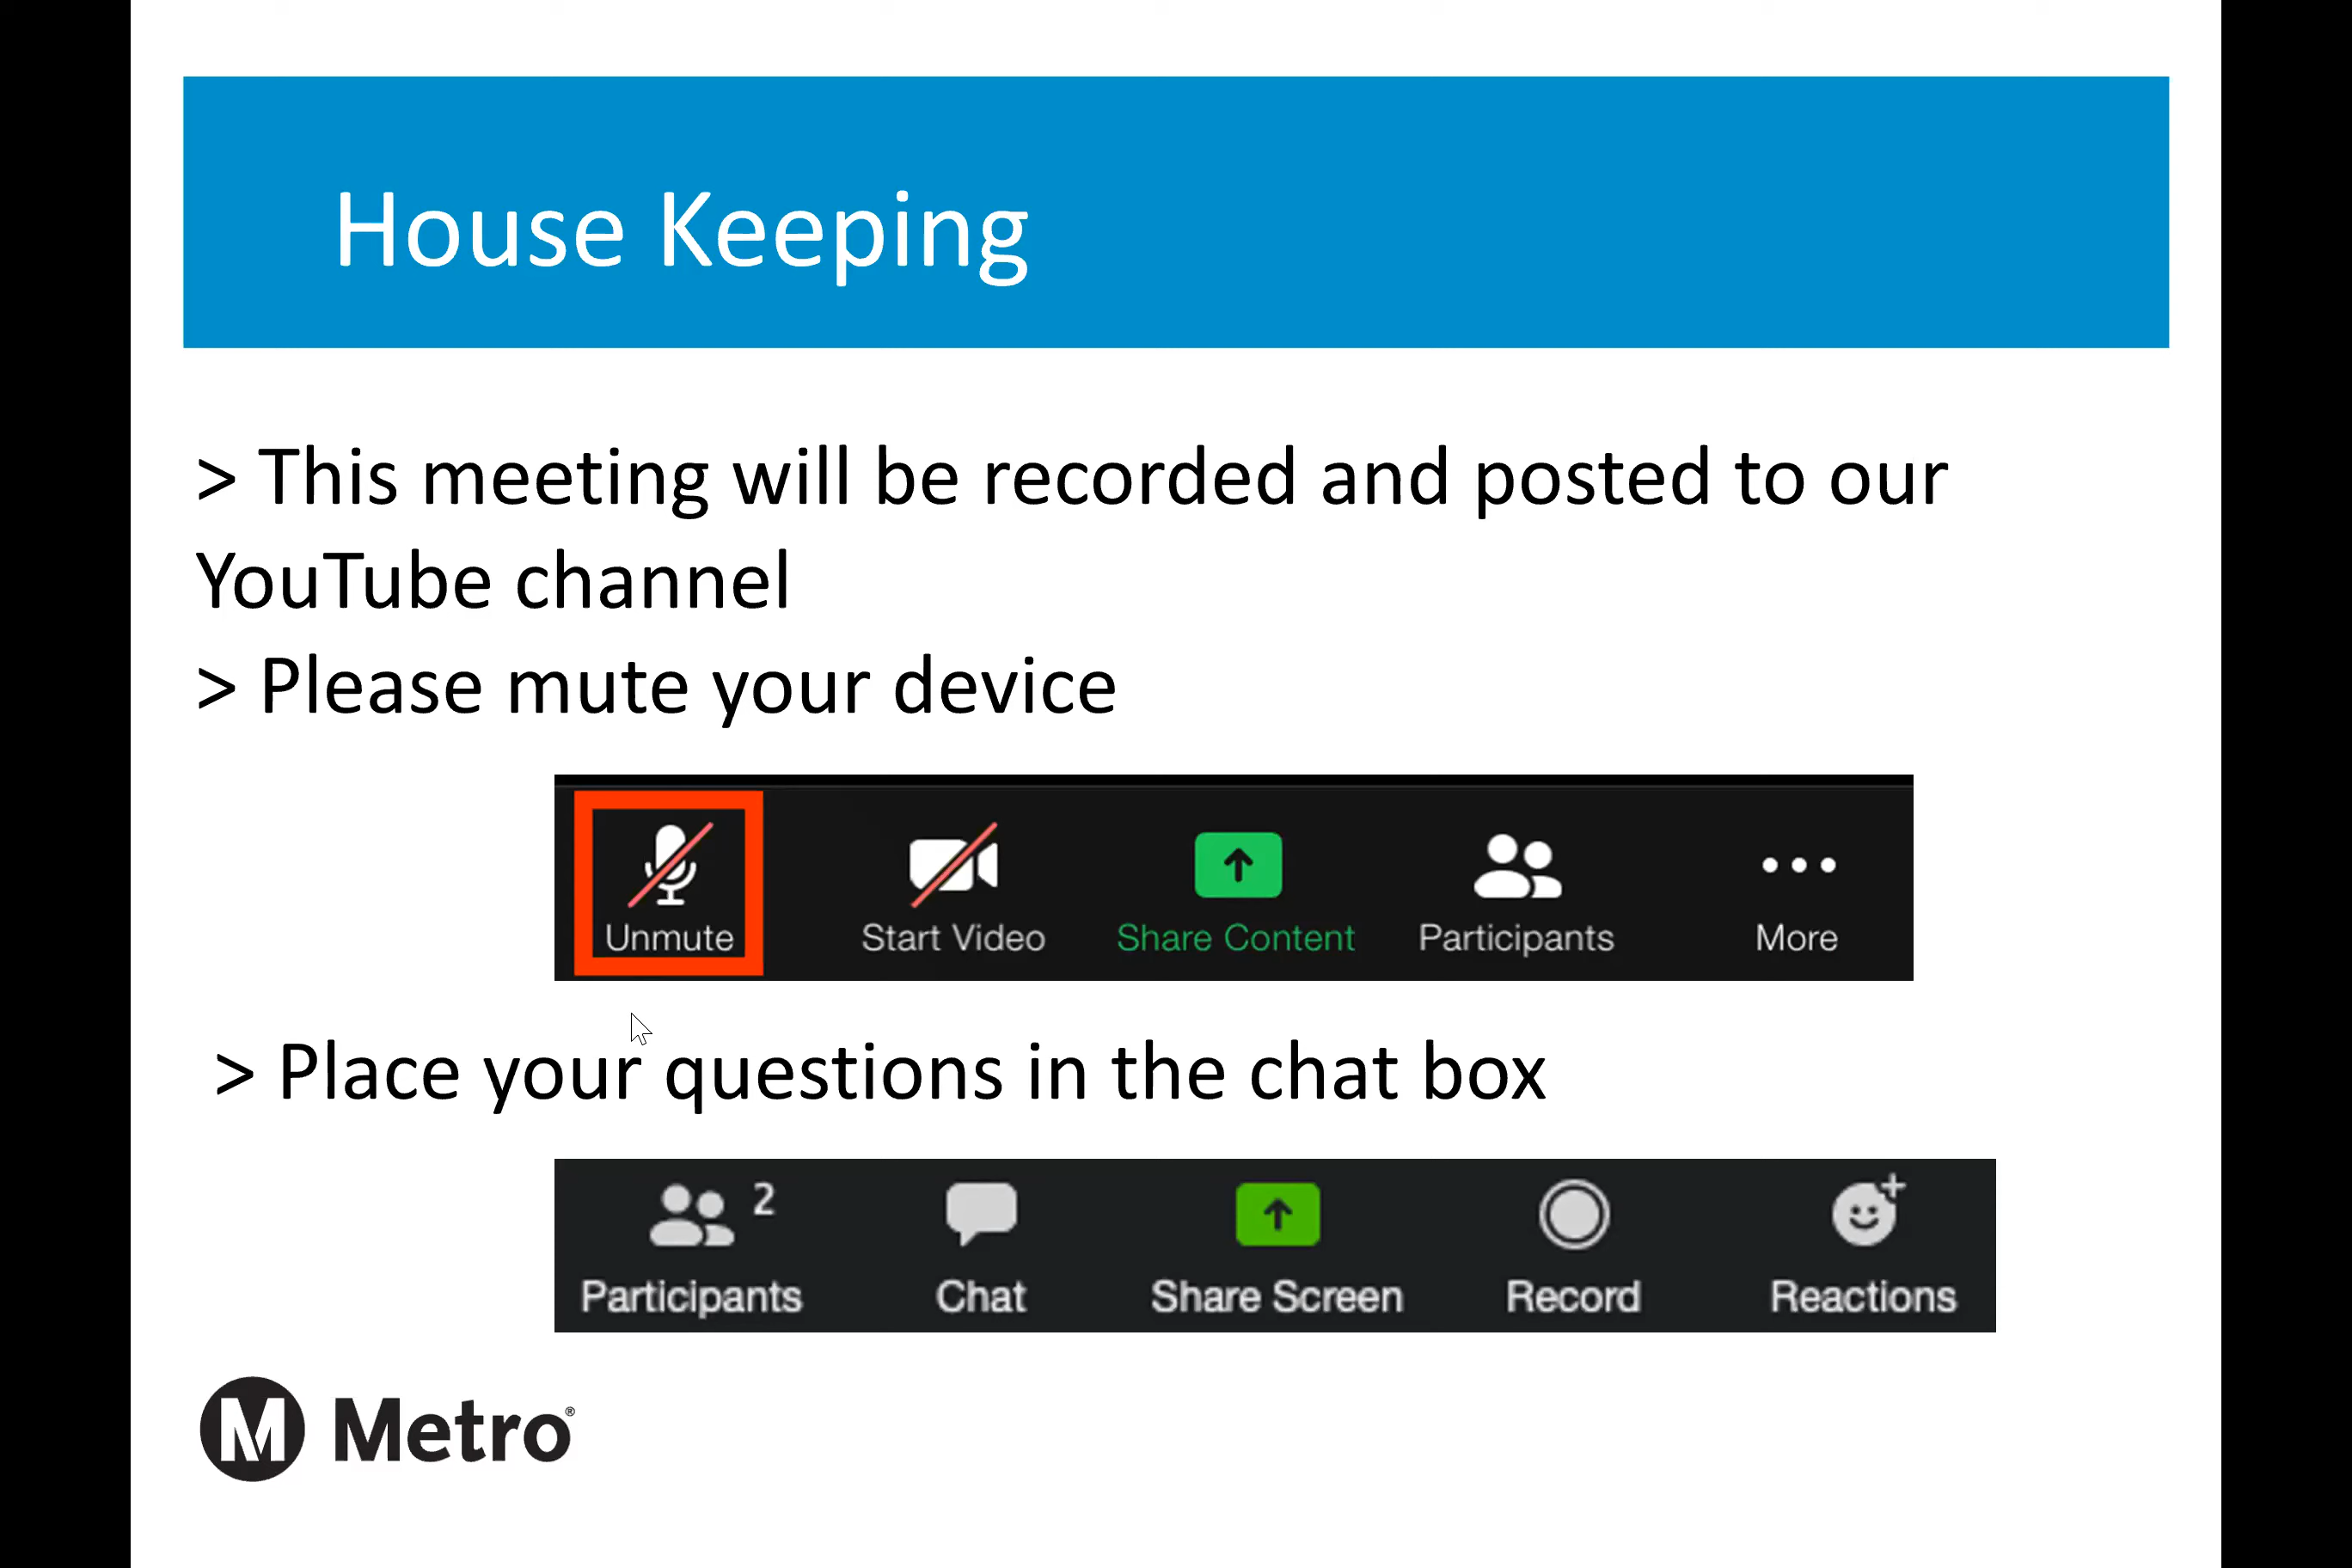 House Keeping
> This meeting will be recorded and posted to our
YouTube channel
> Please mute your device
Unmute Start Video Share Content Participants More
> Place your questions in the chat box
2
Participants Chat Share Screen Record Reactions
M Metro®